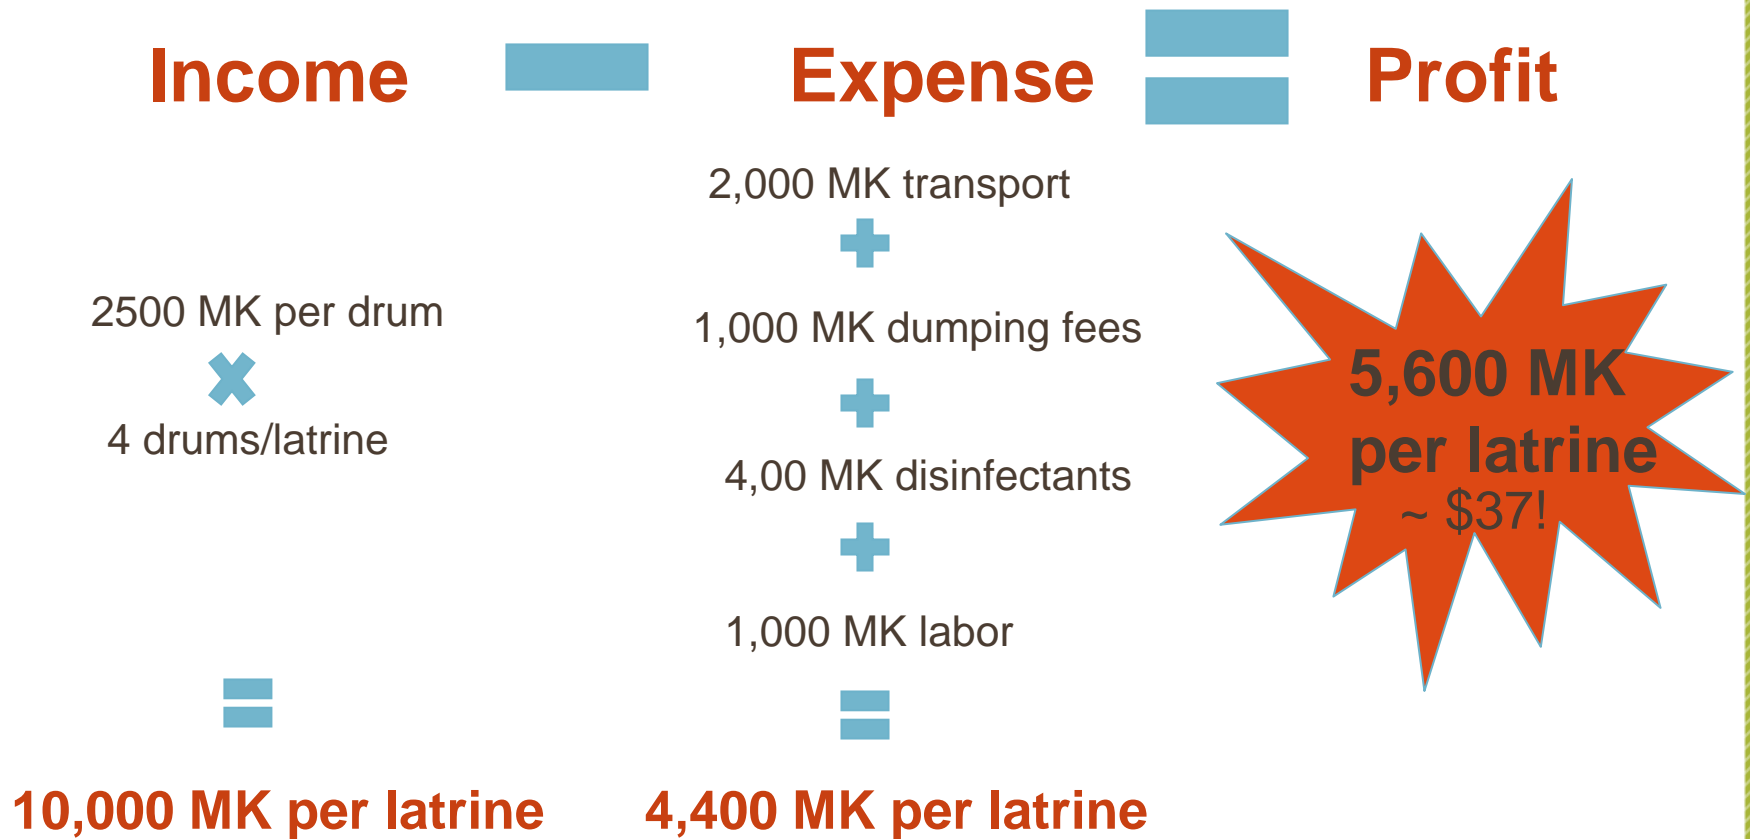 Income
Expense
Profit
2500 MK per drum
4 drums/latrine
10,000 MK per latrine
2,000 MK transport
1,000 MK dumping fees
4,00 MK disinfectants
1,000 MK labor
4,400 MK per latrine
5,600 MK
per latrine
~ $37!